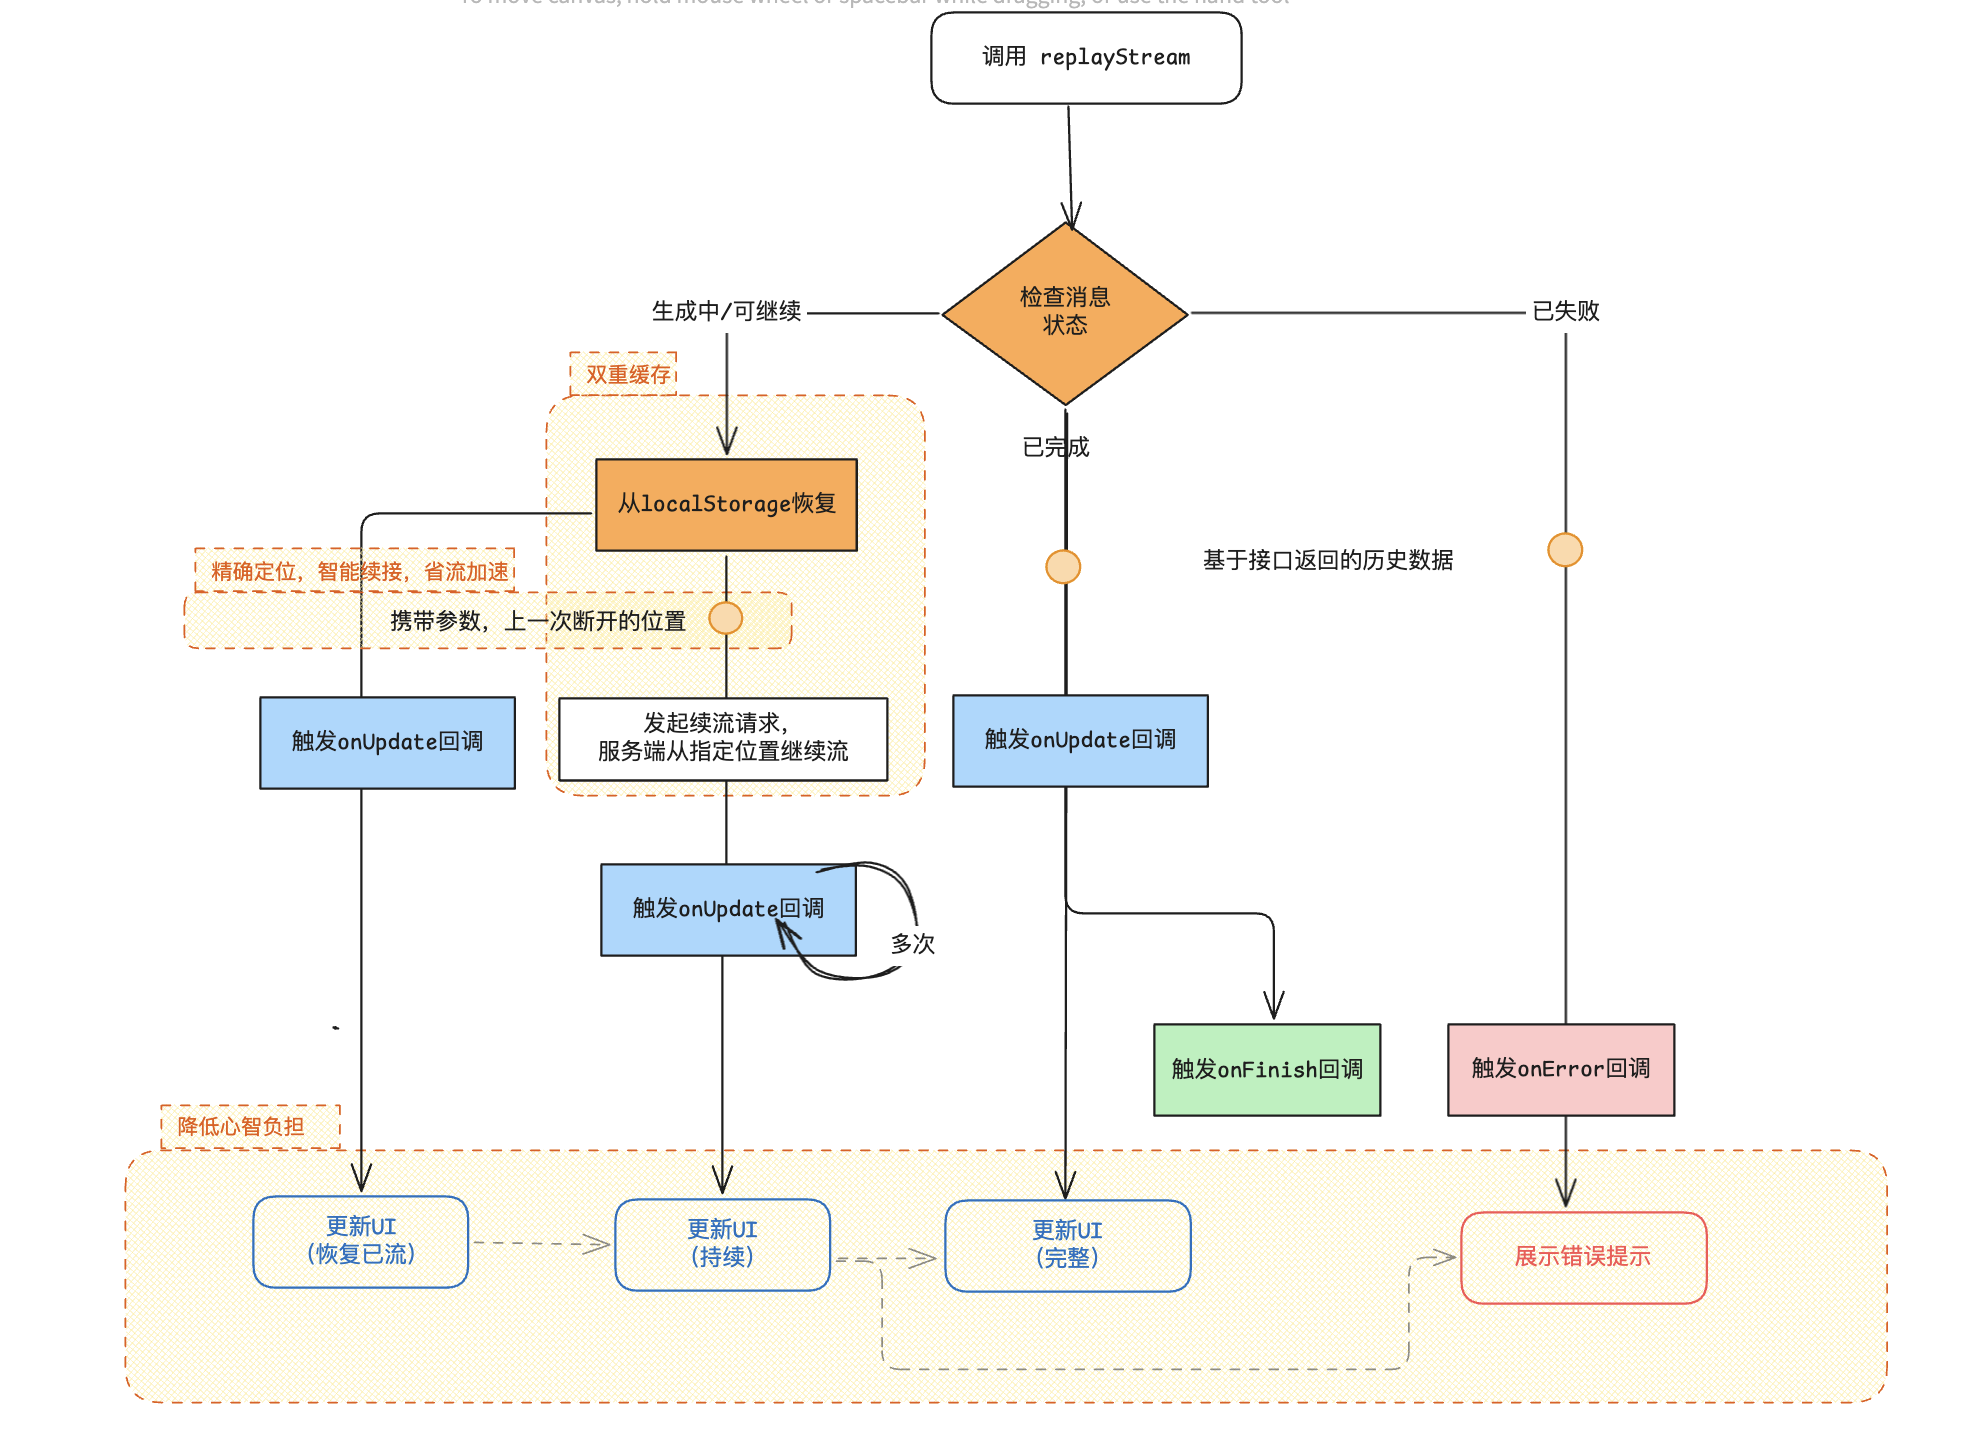 To move canvas, hold mouse wheel or spacebar while dragging, or use the hand tool
调用 replayStream
检查消息
状态
生成中/可继续
已失败
双重缓存
已完成
从localStorage恢复
基于接口返回的历史数据
精确定位，智能续接，省流加速
携带参数，上一次断开的位置
触发onUpdate回调
发起续流请求，
服务端从指定位置继续流
触发onUpdate回调
触发onUpdate回调
多次
触发onFinish回调
触发onError回调
降低心智负担
更新UI
（恢复已流）
更新UI
（持续）
更新UI
（完整）
展示错误提示